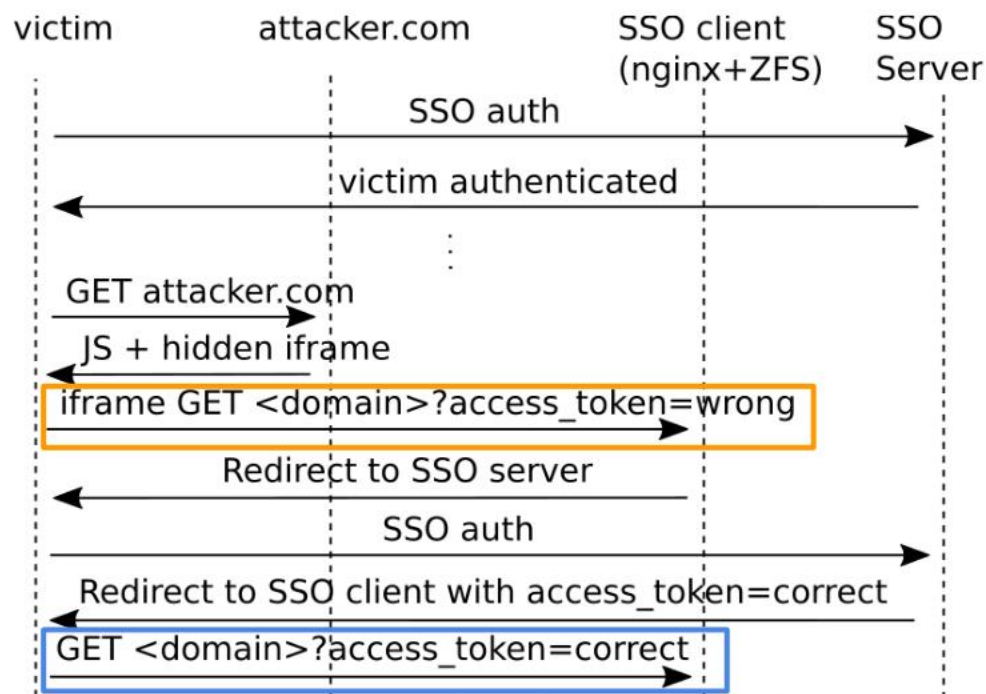 victim
attacker.com
SSO client
(nginx+ZFS)
SSO
Server
SSO auth
victim authenticated
GET attacker.com
JS + hidden iframe
iframe GET <domain>?access_token=wrong
Redirect to SSO server
SSO auth
Redirect to SSO client with access_token=correct
GET <domain>?access_token=correct